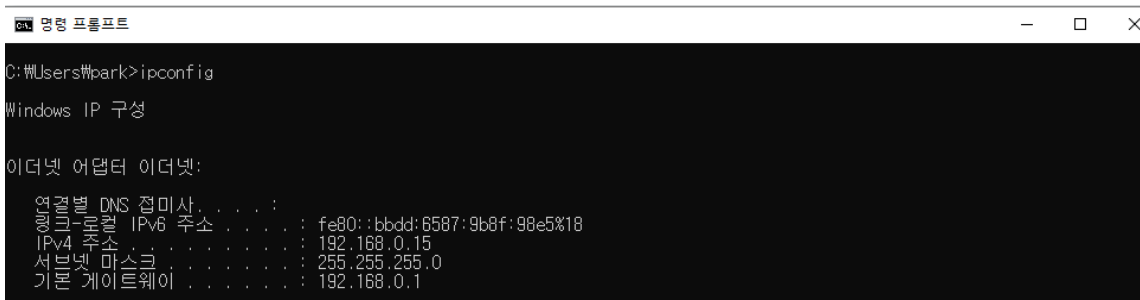 명령 프롬프트
C:₩Users₩park>ipconfig
Windows IP 구성
이더넷 어댑터 이더넷:
연결별 DNS 접미사. . . . :
링크-로컬 IPv6 주소 . . . . : fe80::bbdd:6587:9b8f:98e5%18
IPv4 주소 . . . . . . . . . : 192.168.0.15
서브넷 마스크 . . . . . . . : 255.255.255.0
기본 게이트웨이 . . . . . . : 192.168.0.1